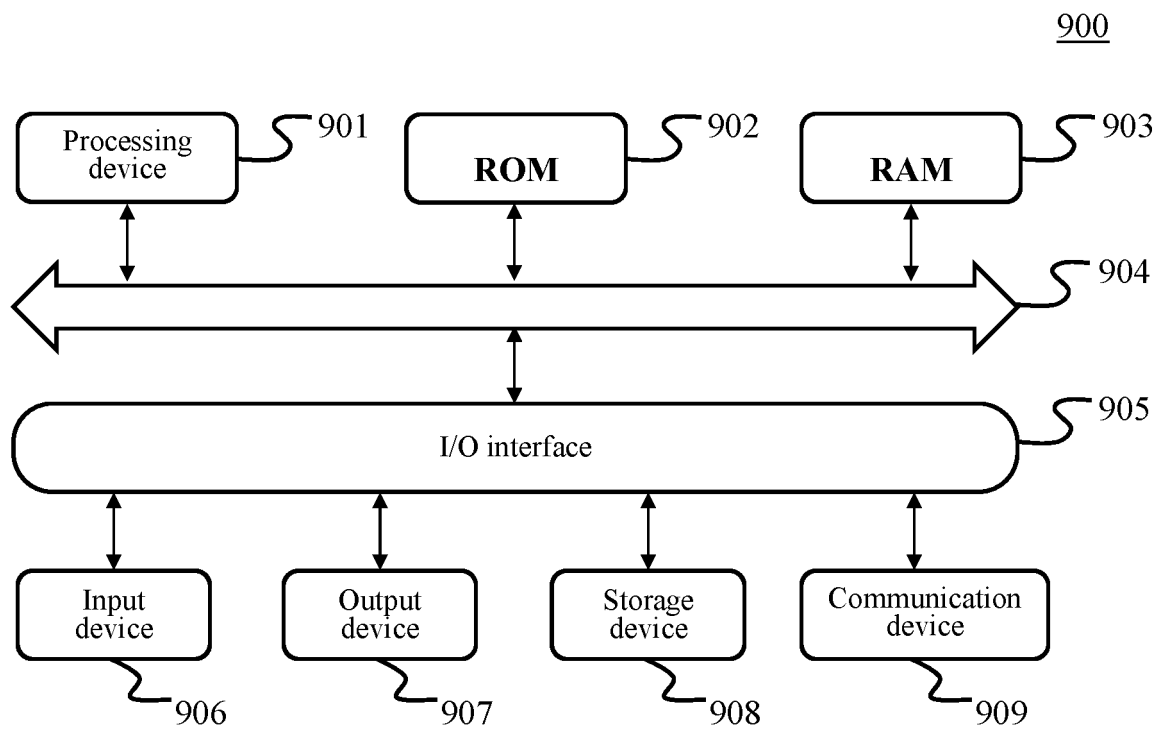 900
Processing
device
901
ROM
902
RAM
903
904
I/O interface
905
Input
device
Output
device
Storage
device
Communication
device
906
907
908
909